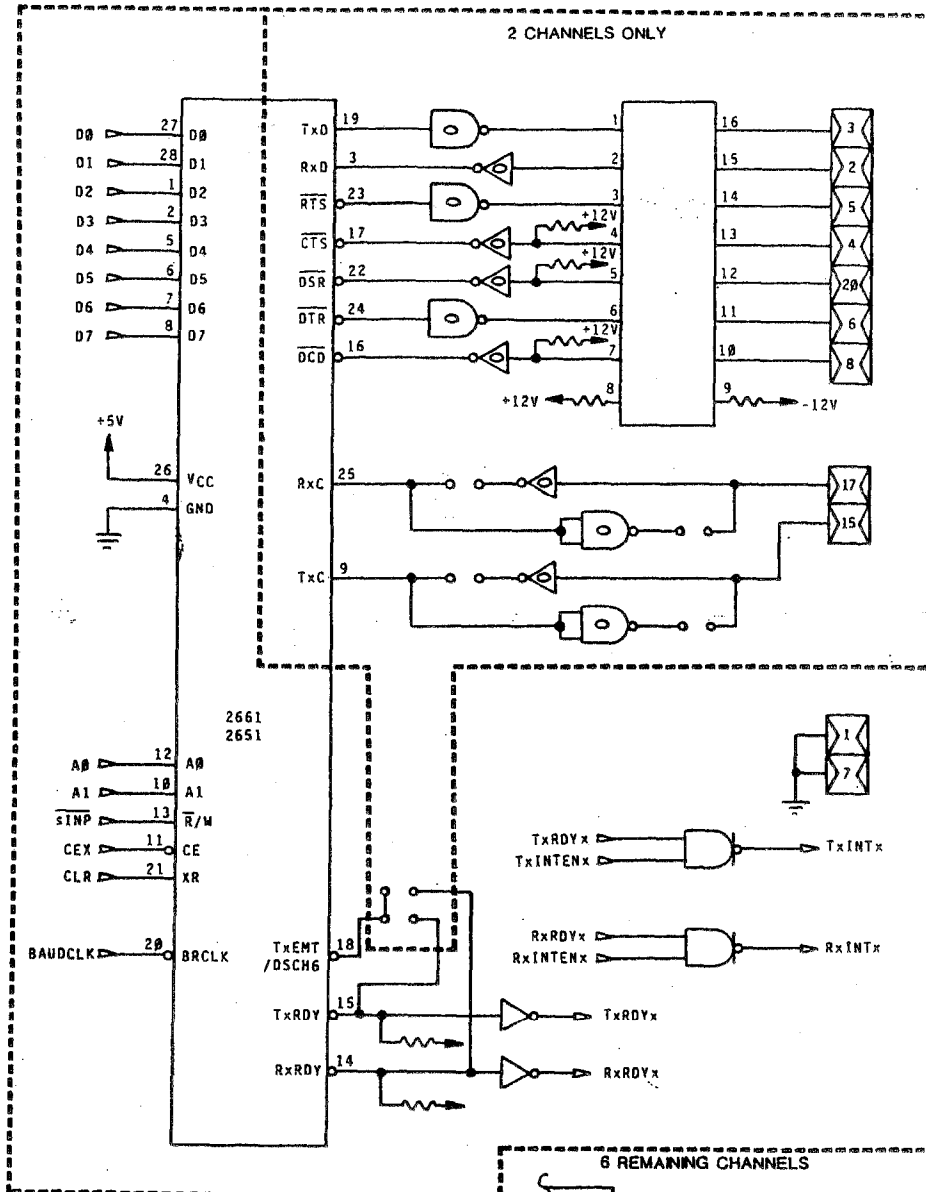 2 CHANNELS ONLY
D0 27 D0
D1 28 D1
D2 1 D2
D3 2 D3
D4 5 D4
D5 6 D5
D6 7 D6
D7 8 D7
+5V
26 VCC
4 GND
2661
2651
A0 12 A0
A1 10 A1
sINP 13 R/W
CEX 11 CE
CLR 21 XR
BAUDCLK 20 BRCLK
TxD 19 1 16 3
RxD 3 2 15 2
RTS 23 3 14 5
+12V
CTS 17 4 13 4
+12V
DSR 22 5 12 20
DTR 24 6 11 6
+12V
DCD 16 7 10 8
+12V 8 9 -12V
RxC 25 17
15
TxC 9
1
7
TxRDYx
TxINTENx
TxINTx
RxRDYx
RxINTENx
RxINTx
TxEMT 18
/DSCH6
TxRDY 15 TxRDYx
RxRDY 14 RxRDYx
6 REMAINING CHANNELS